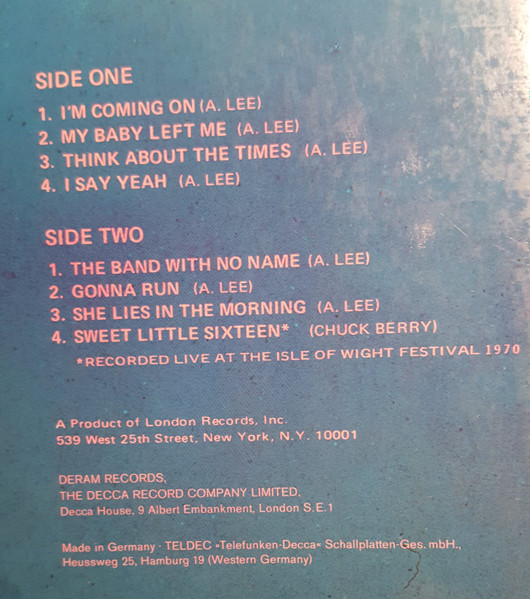 SIDE ONE
1. I'M COMING ON (A. LEE)
2. MY BABY LEFT ME (A. LEE)
3. THINK ABOUT THE TIMES (A. LEE)
4. I SAY YEAH (A. LEE)
SIDE TWO
1. THE BAND WITH NO NAME (A. LEE)
2. GONNA RUN (A. LEE)
3. SHE LIES IN THE MORNING (A. LEE)
4. SWEET LITTLE SIXTEEN* (CHUCK BERRY)
*RECORDED LIVE AT THE ISLE OF WIGHT FESTIVAL 1970
A Product of London Records, Inc.
539 West 25th Street, New York, N.Y. 10001
DERAM RECORDS,
THE DECCA RECORD COMPANY LIMITED,
Decca House, 9 Albert Embankment, London S.E.1
Made in Germany · TELDEC »Telefunken-Decca« Schallplatten-Ges. mbH.,
Heussweg 25, Hamburg 19 (Western Germany)